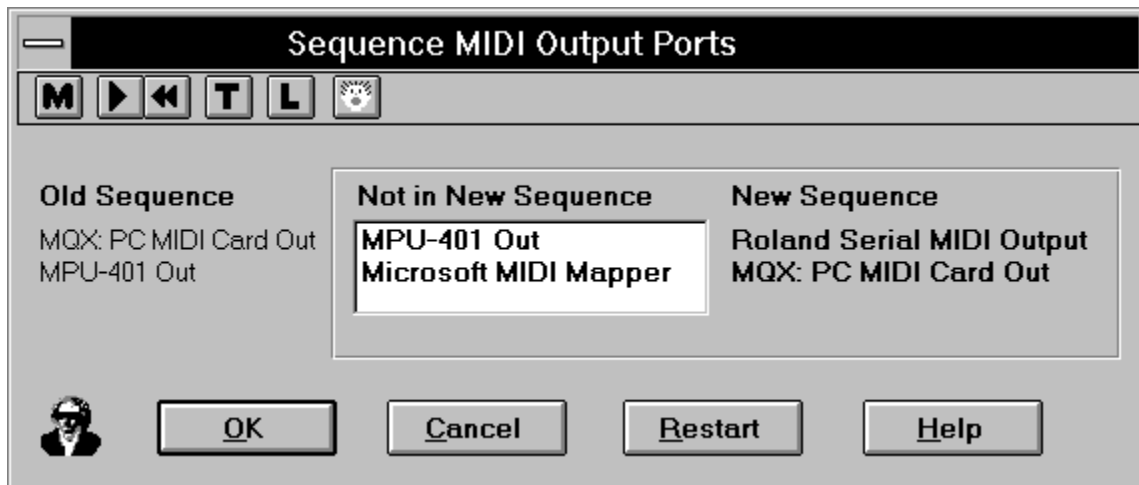 Sequence MIDI Output Ports
M T L
Old Sequence
MQX: PC MIDI Card Out
MPU-401 Out
Not in New Sequence
MPU-401 Out
Microsoft MIDI Mapper
New Sequence
Roland Serial MIDI Output
MQX: PC MIDI Card Out
OK Cancel Restart Help